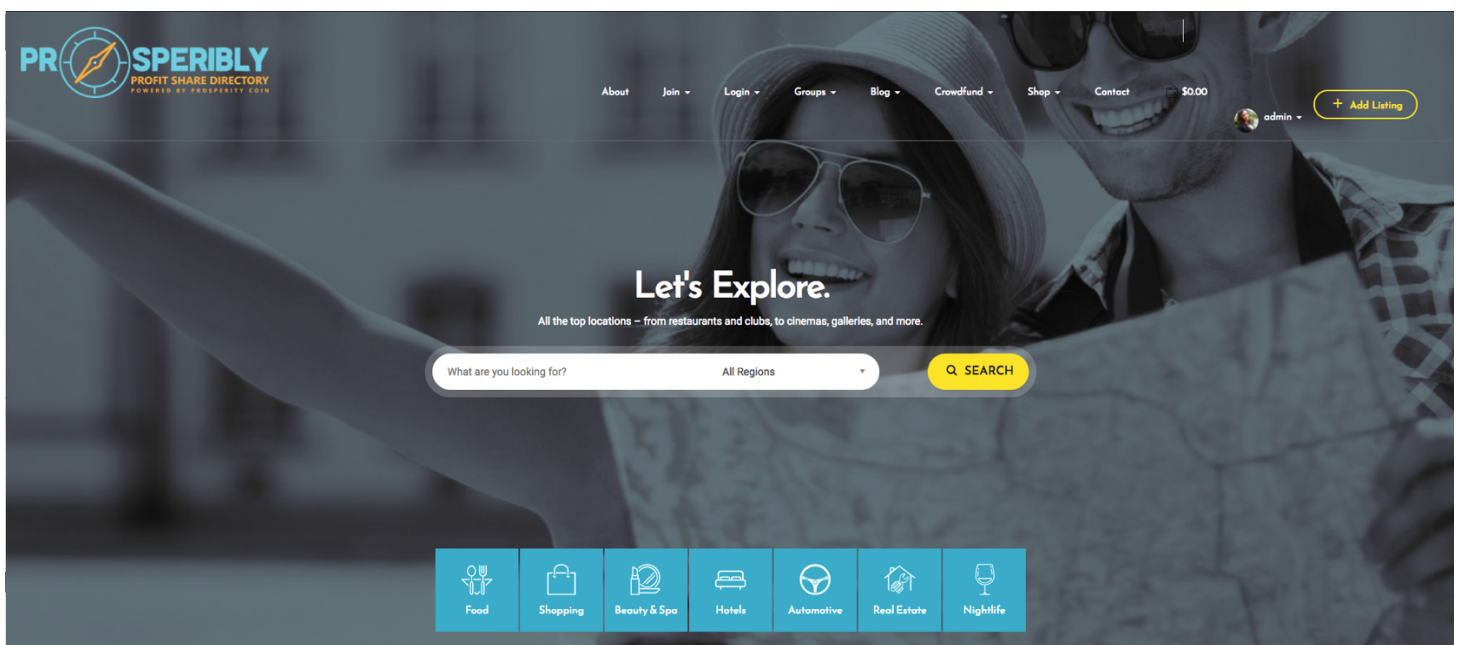 PROSPERIBLY
PROFIT SHARE DIRECTORY
POWERED BY PROSPERITY COIN
About Join Login Groups Blog Crowdfund Shop Contact $0.00
admin + Add Listing
Let's Explore.
All the top locations – from restaurants and clubs, to cinemas, galleries, and more.
What are you looking for? All Regions SEARCH
Food Shopping Beauty & Spa Hotels Automotive Real Estate Nightlife